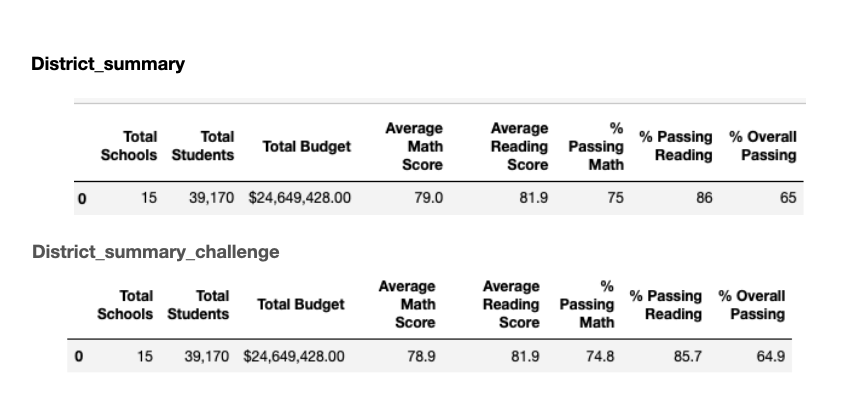 District_summary
Total Schools Total Students Total Budget Average Math Score Average Reading Score % Passing Math % Passing Reading % Overall Passing
0 15 39,170 $24,649,428.00 79.0 81.9 75 86 65
District_summary_challenge
Total Schools Total Students Total Budget Average Math Score Average Reading Score % Passing Math % Passing Reading % Overall Passing
0 15 39,170 $24,649,428.00 78.9 81.9 74.8 85.7 64.9